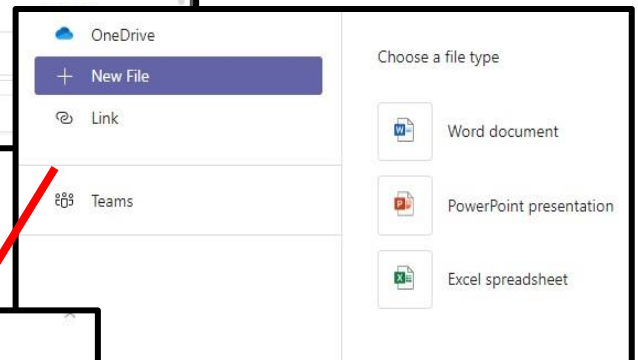 OneDrive
New File
Link
Teams
Choose a file type
Word document
PowerPoint presentation
Excel spreadsheet